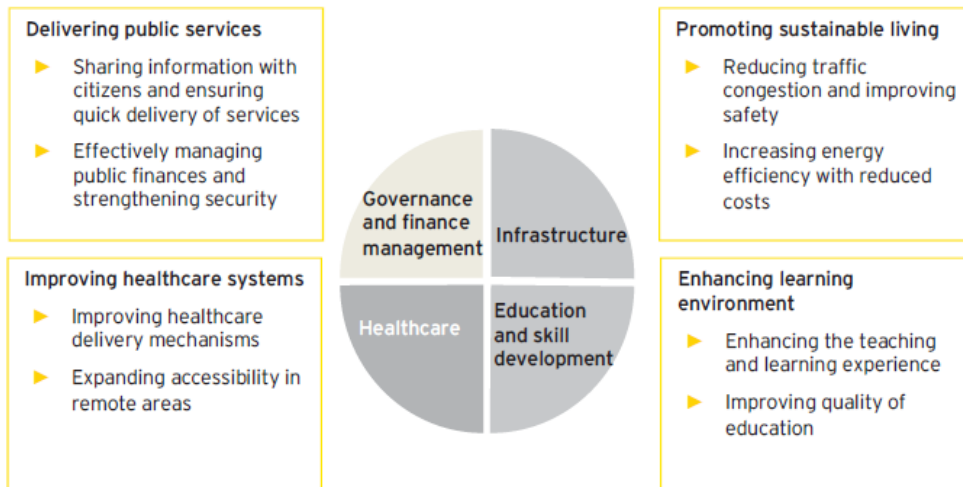 Delivering public services
Sharing information with
citizens and ensuring
quick delivery of services
Effectively managing
public finances and
strengthening security
Promoting sustainable living
Reducing traffic
congestion and improving
safety
Increasing energy
efficiency with reduced
costs
Governance
and finance
management
Infrastructure
Healthcare
Education
and skill
development
Improving healthcare systems
Improving healthcare
delivery mechanisms
Expanding accessibility in
remote areas
Enhancing learning
environment
Enhancing the teaching
and learning experience
Improving quality of
education